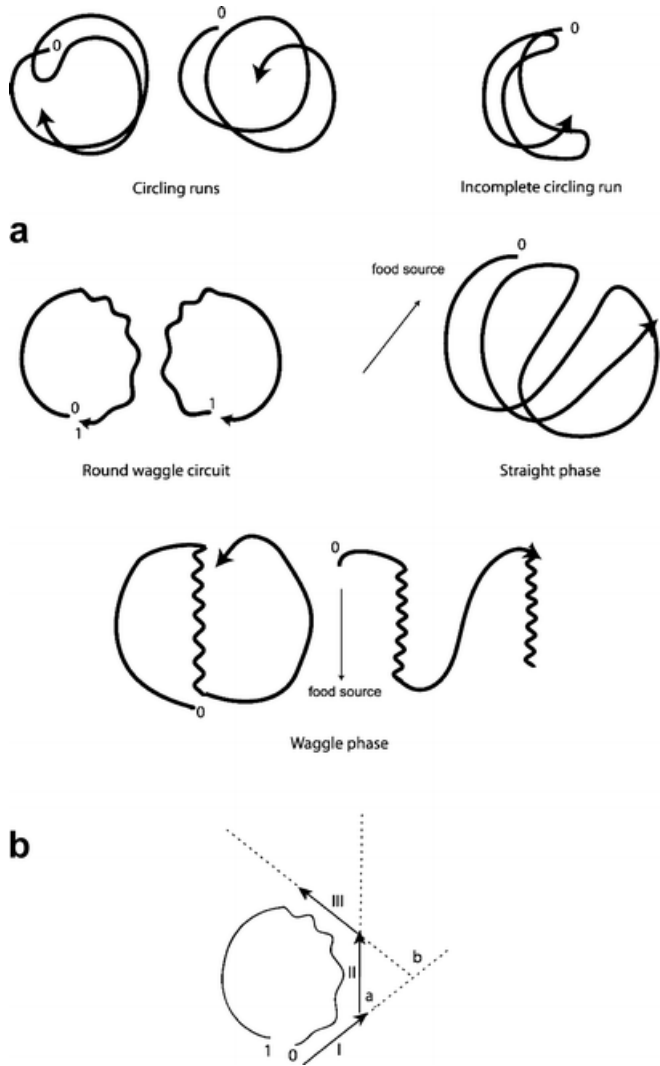 0
0
0
Circling runs
Incomplete circling run
a
0
food source
0
1
1
Round waggle circuit
Straight phase
0
food source
0
Waggle phase
b
III
b
II
a
1
0
I